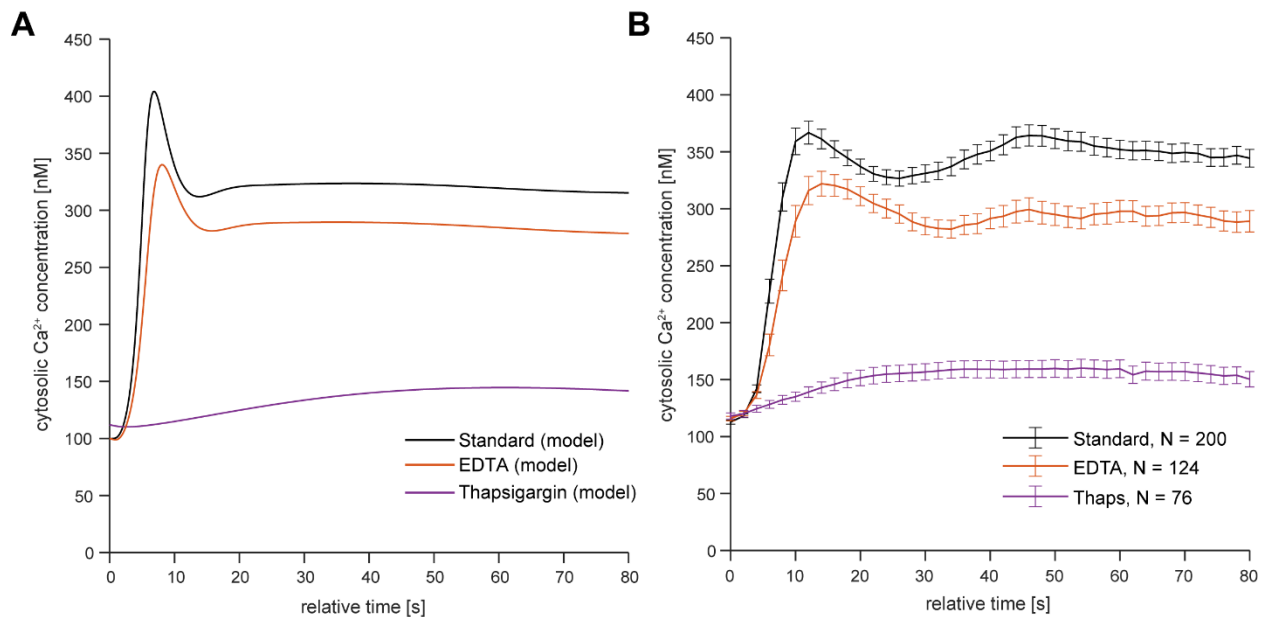 A
450
400
350
300
250
200
150
100
50
0
cytosolic Ca²⁺ concentration [nM]
Standard (model)
EDTA (model)
Thapsigargin (model)
0 10 20 30 40 50 60 70 80
relative time [s]
B
450
400
350
300
250
200
150
100
50
0
cytosolic Ca²⁺ concentration [nM]
Standard, N = 200
EDTA, N = 124
Thaps, N = 76
0 10 20 30 40 50 60 70 80
relative time [s]